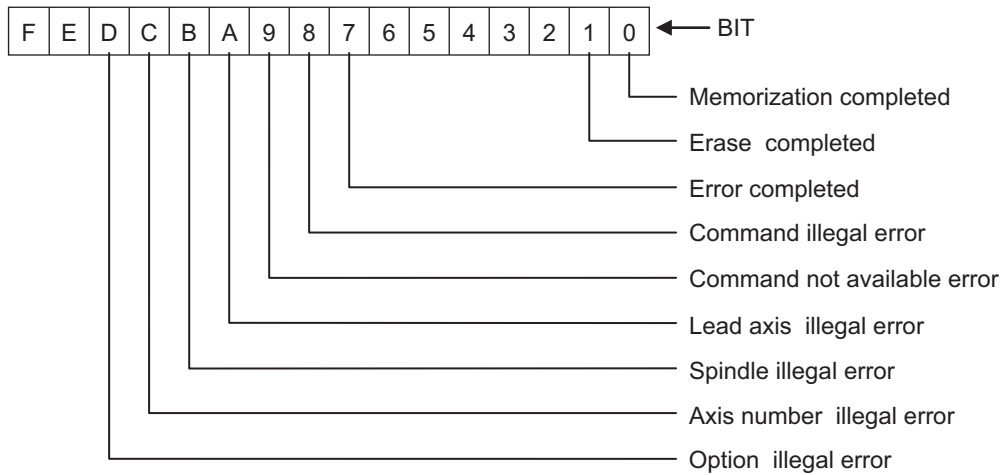 F E D C B A 9 8 7 6 5 4 3 2 1 0 BIT
Memorization completed
Erase completed
Error completed
Command illegal error
Command not available error
Lead axis illegal error
Spindle illegal error
Axis number illegal error
Option illegal error